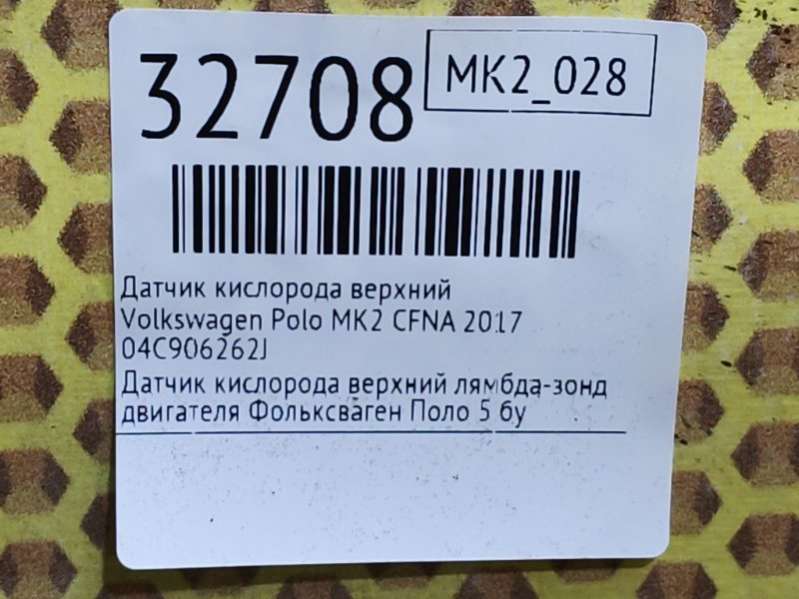 32708
MK2_028
Датчик кислорода верхний
Volkswagen Polo MK2 CFNA 2017
04C906262J
Датчик кислорода верхний лямбда-зонд
двигателя Фольксваген Поло 5 бу